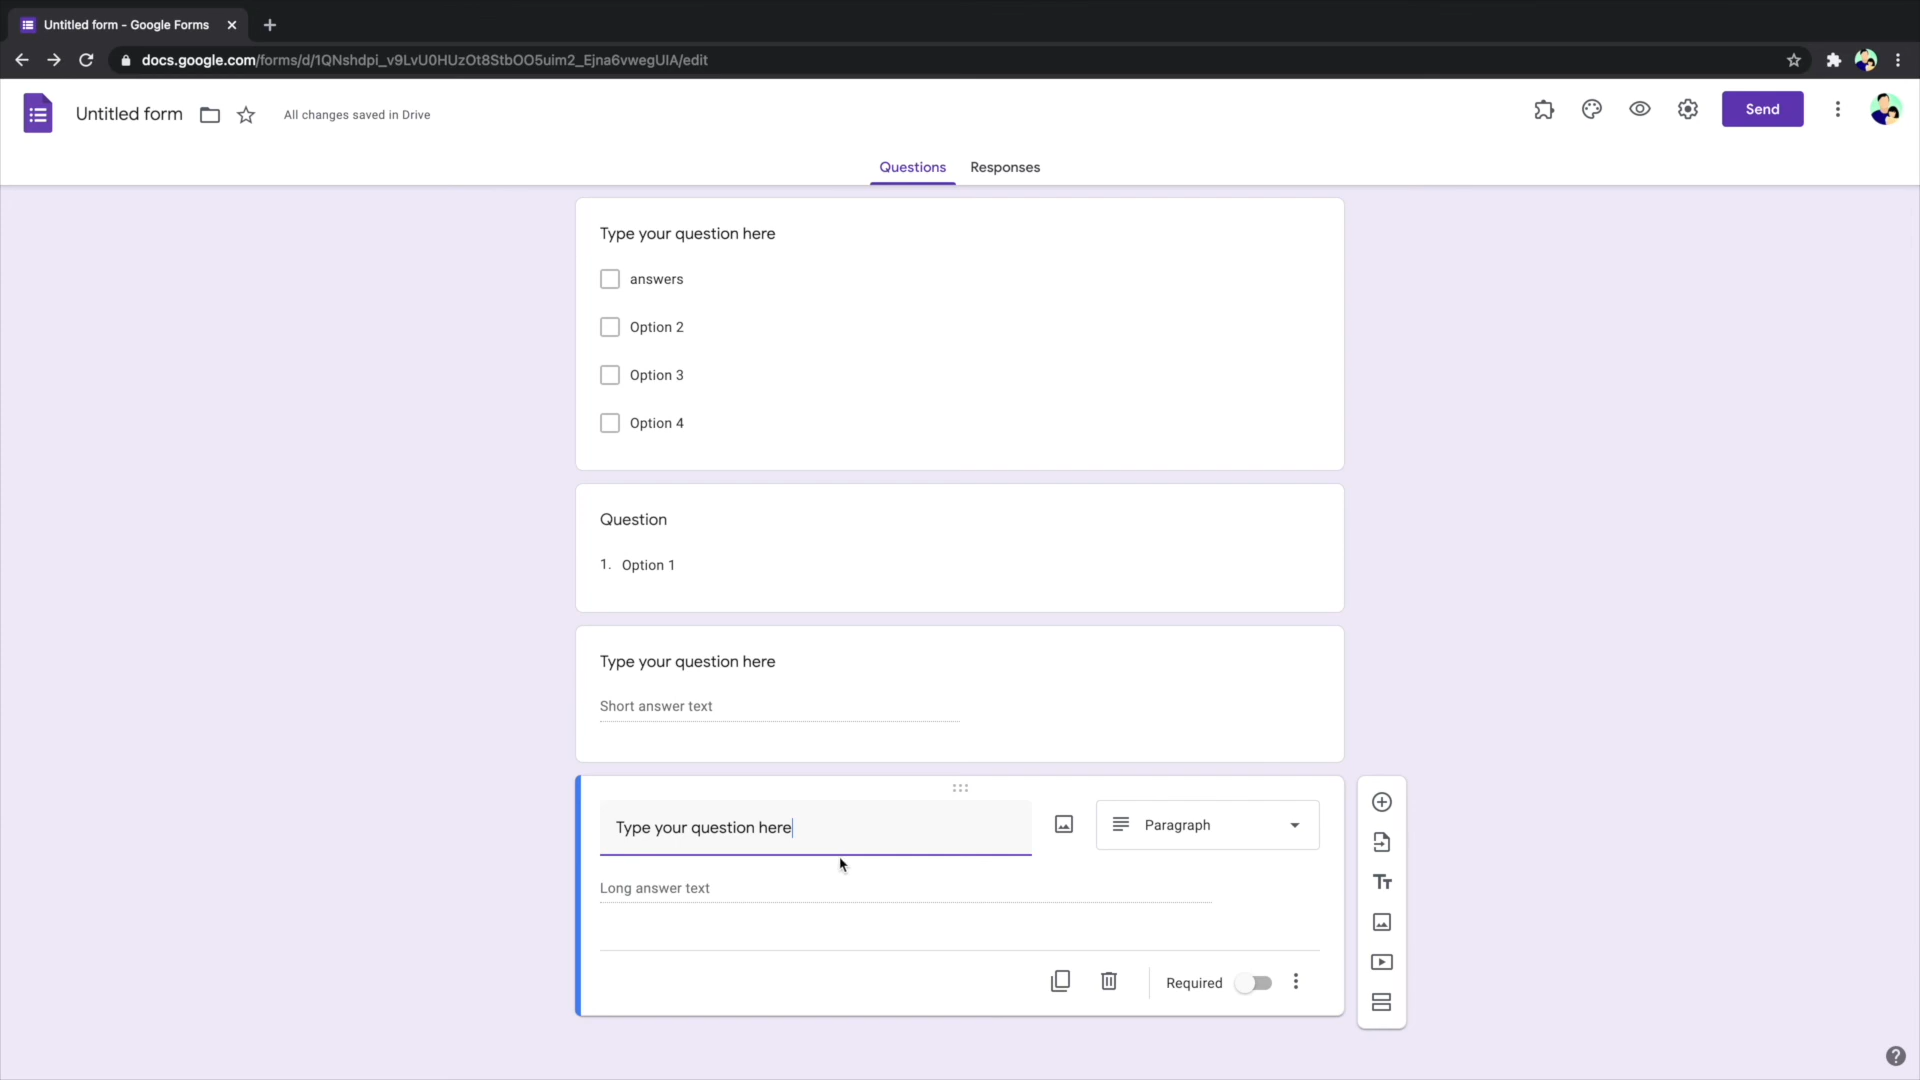 Untitled form - Google Forms
docs.google.com/forms/d/1QNshdpi_v9LvU0HUzOt8StbOO5uim2_Ejna6vwegUIA/edit
Untitled form
All changes saved in Drive
Send
Questions
Responses
Type your question here
answers
Option 2
Option 3
Option 4
Question
1. Option 1
Type your question here
Short answer text
Type your question here
Paragraph
Long answer text
Required